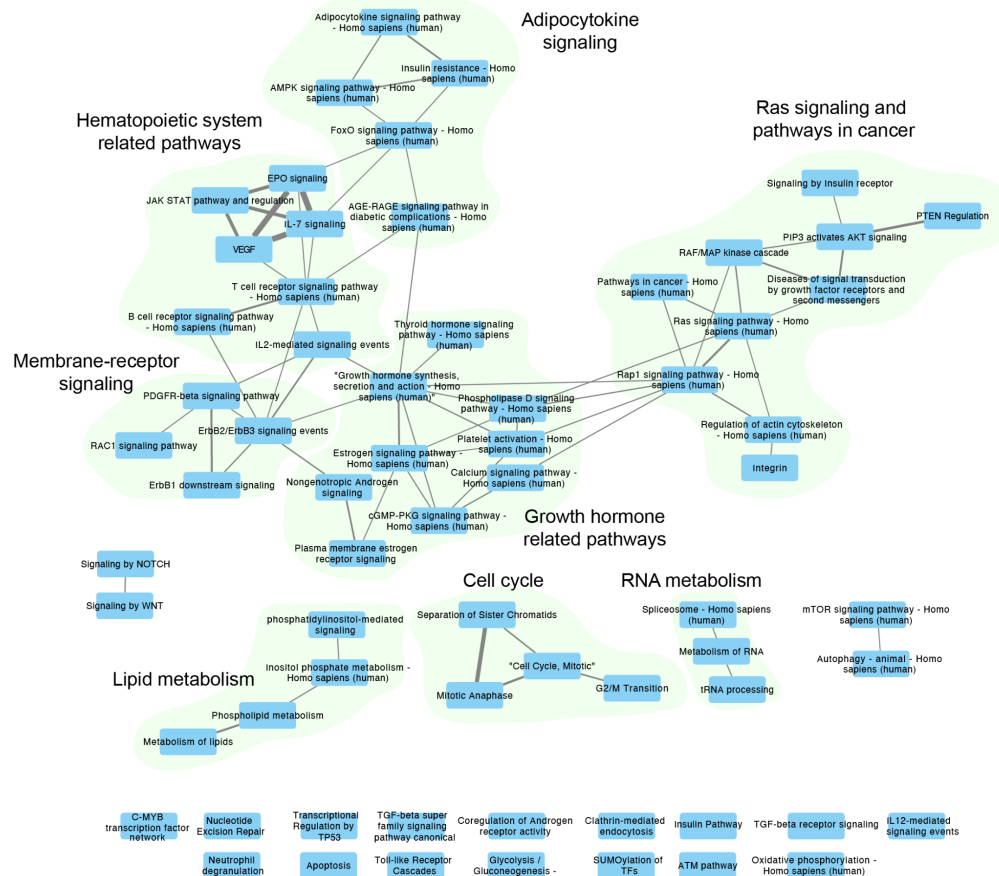 Adipocytokine signaling pathway
- Homo sapiens (human)
Adipocytokine
signaling
Insulin resistance - Homo
sapiens (human)
AMPK signaling pathway - Homo
sapiens (human)
Hematopoietic system
related pathways
FoxO signaling pathway - Homo
sapiens (human)
Ras signaling and
pathways in cancer
EPO signaling
JAK STAT pathway and regulation
IL-7 signaling
VEGF
AGE-RAGE signaling pathway in
diabetic complications - Homo
sapiens (human)
Signaling by Insulin receptor
PTEN Regulation
PIP3 activates AKT signaling
RAF/MAP kinase cascade
T cell receptor signaling pathway
- Homo sapiens (human)
Pathways in cancer - Homo
sapiens (human)
Diseases of signal transduction
by growth factor receptors and
second messengers
B cell receptor signaling pathway
- Homo sapiens (human)
Thyroid hormone signaling
pathway - Homo sapiens
(human)
Ras signaling pathway - Homo
sapiens (human)
IL2-mediated signaling events
Membrane-receptor
signaling
"Growth hormone synthesis,
secretion and action - Homo
sapiens (human)"
Rap1 signaling pathway - Homo
sapiens (human)
PDGFR-beta signaling pathway
Phospholipase D signaling
pathway - Homo sapiens
(human)
ErbB2/ErbB3 signaling events
Regulation of actin cytoskeleton
- Homo sapiens (human)
RAC1 signaling pathway
Platelet activation - Homo
sapiens (human)
Estrogen signaling pathway -
Homo sapiens (human)
Integrin
Calcium signaling pathway -
Homo sapiens (human)
ErbB1 downstream signaling
Nongenotropic Androgen
signaling
cGMP-PKG signaling pathway -
Homo sapiens (human)
Growth hormone
related pathways
Plasma membrane estrogen
receptor signaling
Signaling by NOTCH
Signaling by WNT
Cell cycle
RNA metabolism
Separation of Sister Chromatids
Spliceosome - Homo sapiens
(human)
mTOR signaling pathway - Homo
sapiens (human)
phosphatidylinositol-mediated
signaling
Metabolism of RNA
Autophagy - animal - Homo
sapiens (human)
Inositol phosphate metabolism -
Homo sapiens (human)
"Cell Cycle, Mitotic"
Lipid metabolism
Mitotic Anaphase
G2/M Transition
tRNA processing
Phospholipid metabolism
Metabolism of lipids
C-MYB
transcription factor
network
Nucleotide
Excision Repair
Transcriptional
Regulation by
TP53
TGF-beta super
family signaling
pathway canonical
Coregulation of Androgen
receptor activity
Clathrin-mediated
endocytosis
Insulin Pathway
TGF-beta receptor signaling
IL12-mediated
signaling events
Neutrophil
degranulation
Apoptosis
Toll-like Receptor
Cascades
Glycolysis /
Gluconeogenesis -
SUMOylation of
TFs
ATM pathway
Oxidative phosphorylation -
Homo sapiens (human)